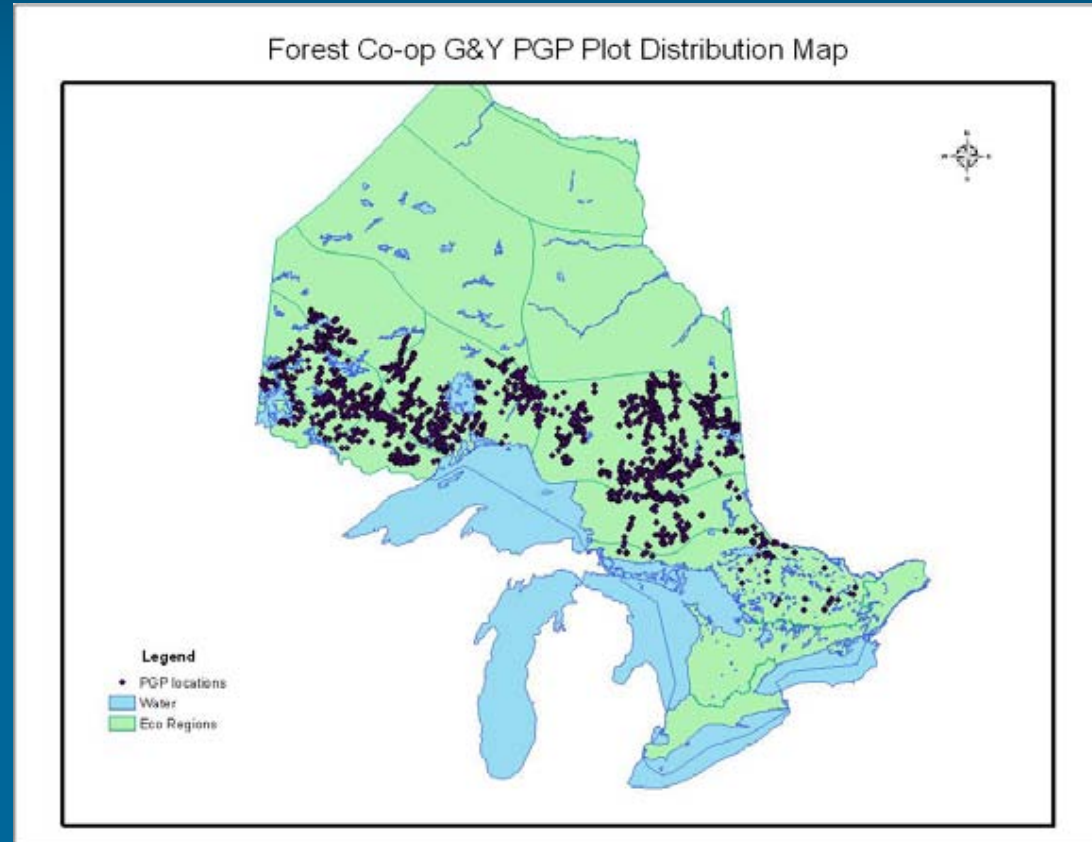 Forest Co-op G&Y PGP Plot Distribution Map
N
W
E
S
Legend
PGP locations
Water
Eco Regions